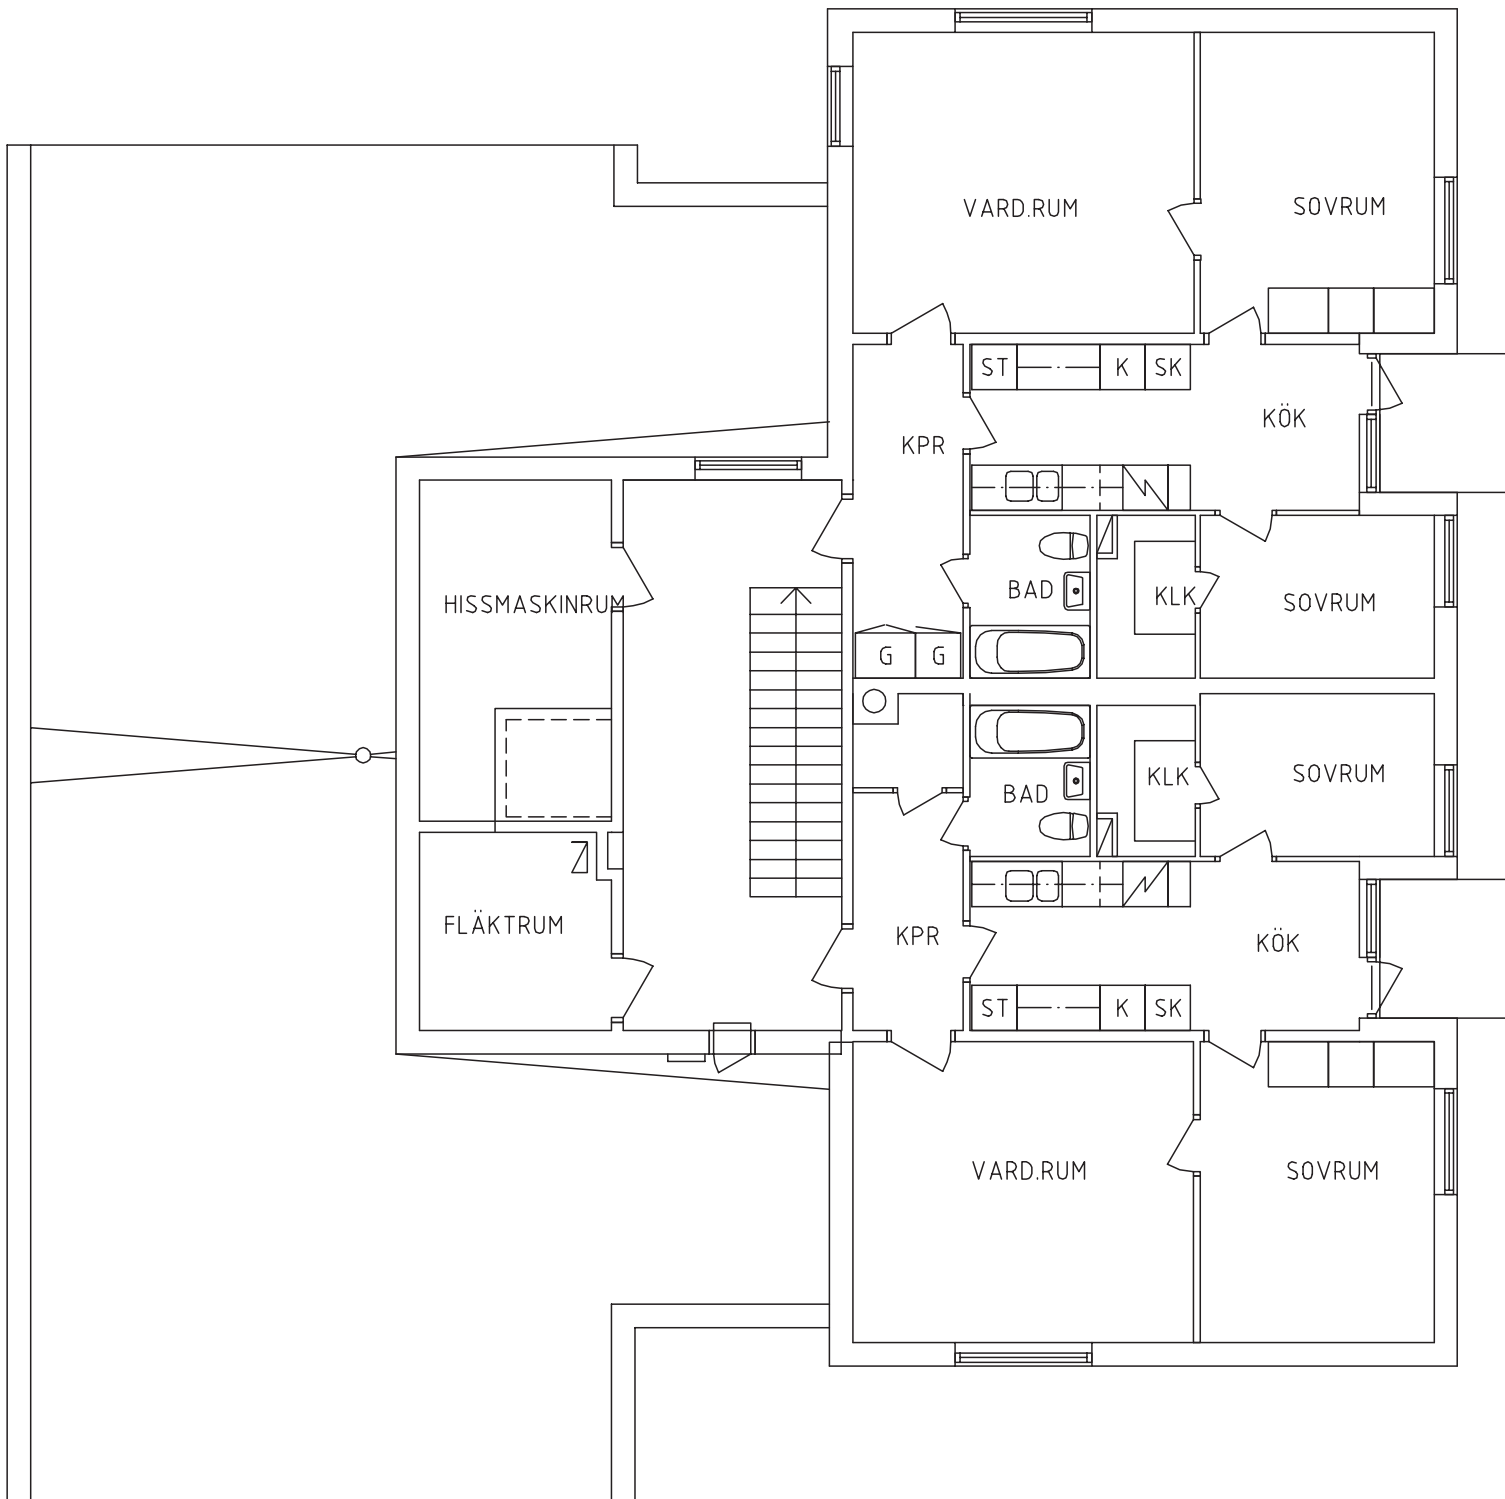 VARD.RUM
SOVRUM
ST
K
SK
KÖK
KPR
HISSMASKINRUM
BAD
KLK
SOVRUM
G
G
SOVRUM
KLK
BAD
FLÄKTRUM
KPR
KÖK
ST
K
SK
VARD.RUM
SOVRUM